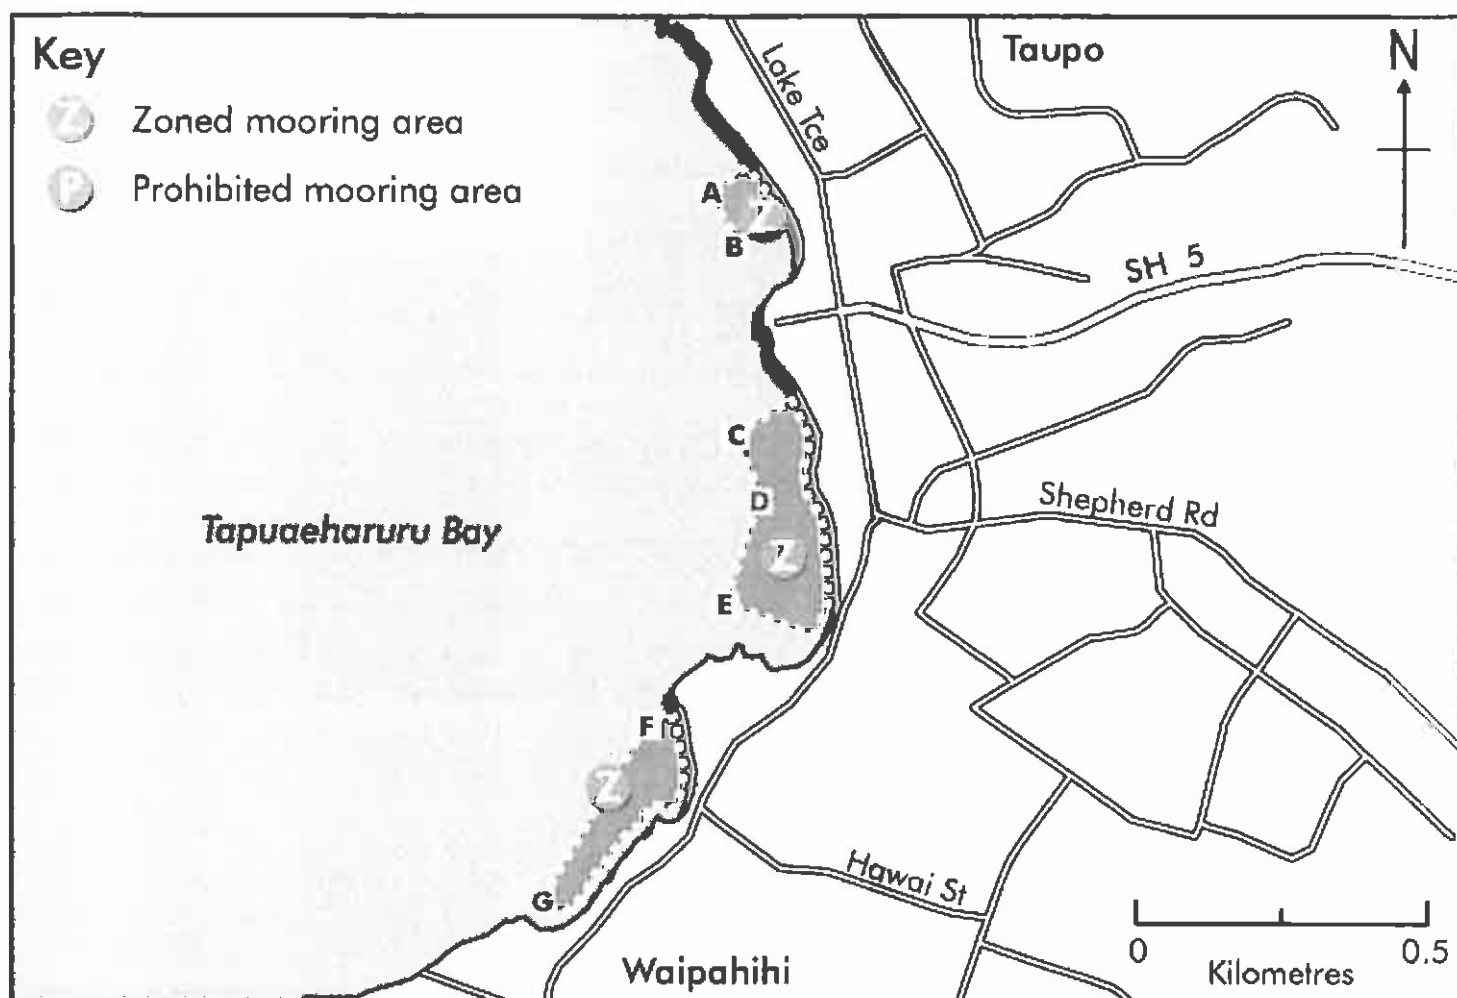 Key
Z Zoned mooring area
P Prohibited mooring area
Taupo
N
Lake Tce
A
Z
B
SH 5
C
D
Shepherd Rd
Tapuaeharuru Bay
Z
E
F
Z
Hawai St
G
Waipahihi
0 0.5
Kilometres